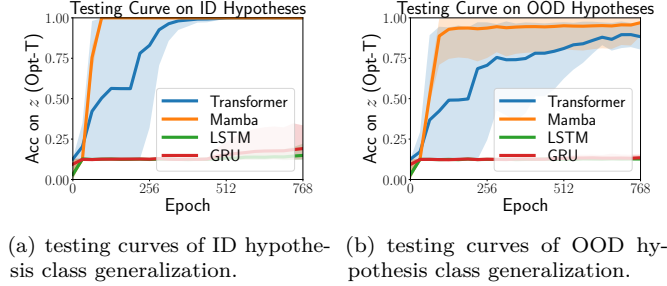 Testing Curve on ID Hypotheses
Acc on z (Opt-T)
1.00
0.75
0.50
0.25
0.00
Transformer
Mamba
LSTM
GRU
0
256
512
768
Epoch
(a) testing curves of ID hypothe-
sis class generalization.
Testing Curve on OOD Hypotheses
Acc on z (Opt-T)
1.00
0.75
0.50
0.25
0.00
Transformer
Mamba
LSTM
GRU
0
256
512
768
Epoch
(b) testing curves of OOD hy-
pothesis class generalization.